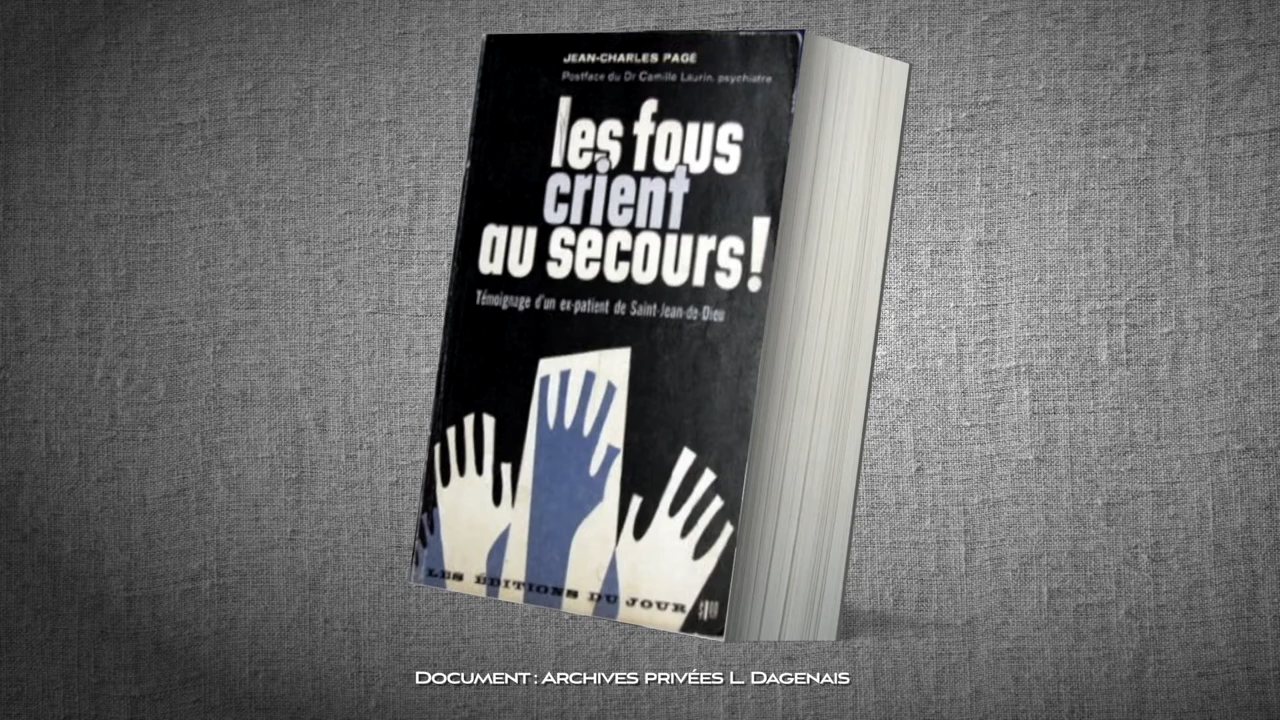 JEAN-CHARLES PAGÉ
Postface du Dr Camille Laurin, psychiatre
les fous
crient
au secours!
Témoignage d'un ex-patient de Saint-Jean-de-Dieu
LES ÉDITIONS DU JOUR
DOCUMENT : ARCHIVES PRIVÉES L. DAGENAIS